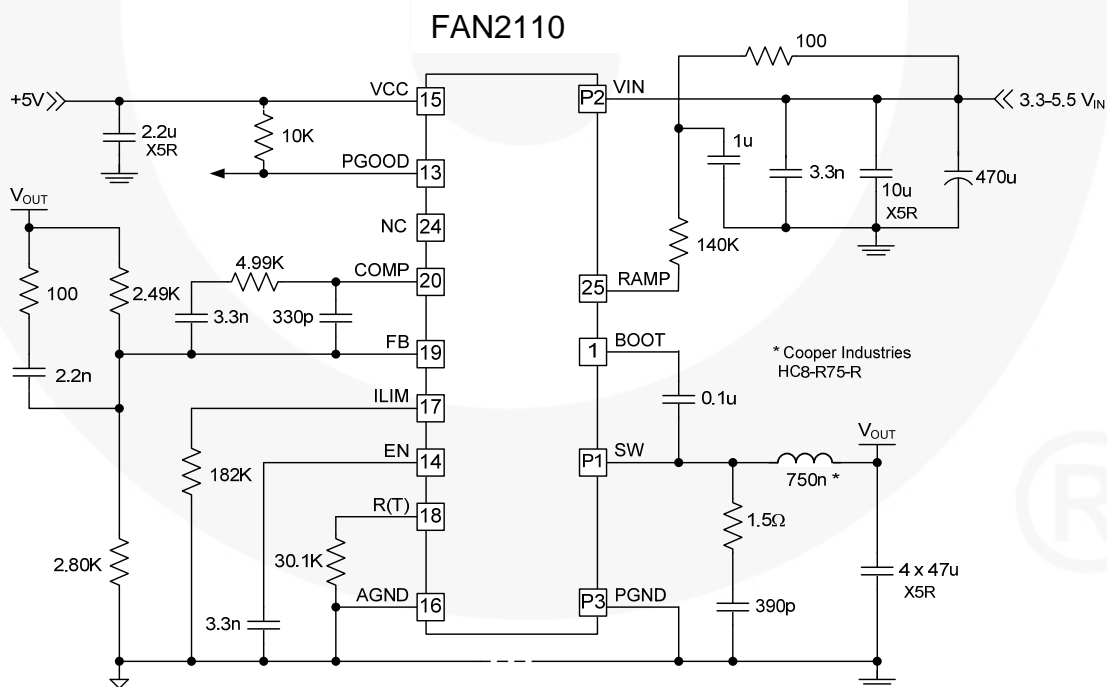 FAN2110
100
+5V
VCC
15
P2
VIN
3.3-5.5 VIN
2.2u
X5R
10K
1u
3.3n
10u
X5R
470u
PGOOD
13
VOUT
NC
24
140K
4.99K
COMP
20
25
RAMP
100
2.49K
3.3n
330p
FB
19
1
BOOT
* Cooper Industries
HC8-R75-R
2.2n
ILIM
17
0.1u
EN
14
P1
SW
VOUT
750n *
182K
R(T)
18
1.5Ω
2.80K
30.1K
4 x 47u
X5R
AGND
16
P3
PGND
390p
3.3n
®